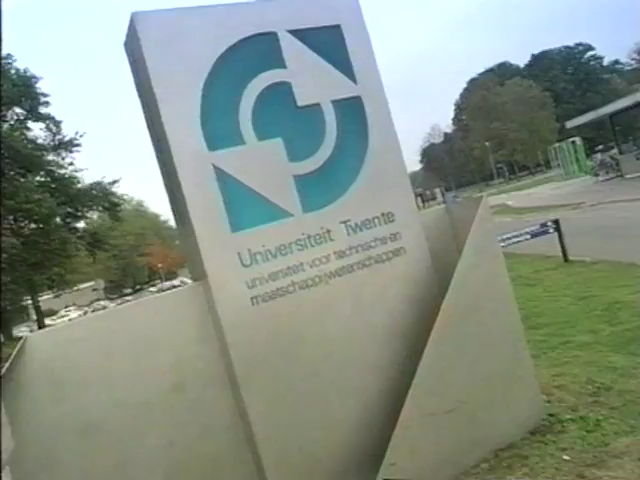 Universiteit Twente
universiteit voor technische en
maatschappijwetenschappen